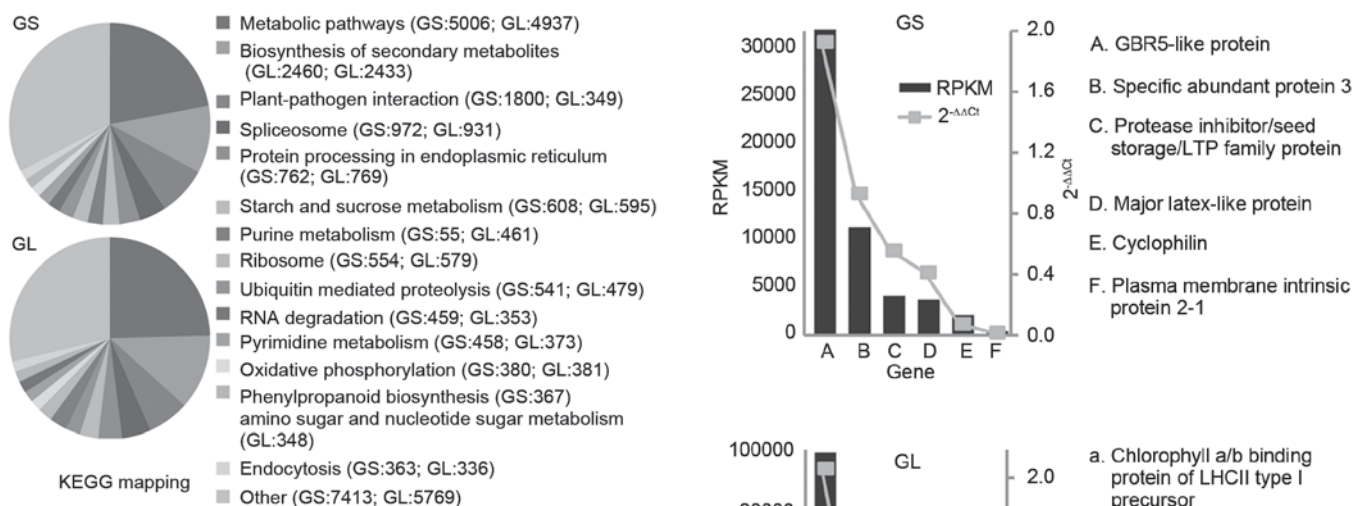 GS
Metabolic pathways (GS:5006; GL:4937)
Biosynthesis of secondary metabolites
(GL:2460; GL:2433)
Plant-pathogen interaction (GS:1800; GL:349)
Spliceosome (GS:972; GL:931)
Protein processing in endoplasmic reticulum
(GS:762; GL:769)
Starch and sucrose metabolism (GS:608; GL:595)
GL
Purine metabolism (GS:55; GL:461)
Ribosome (GS:554; GL:579)
Ubiquitin mediated proteolysis (GS:541; GL:479)
RNA degradation (GS:459; GL:353)
Pyrimidine metabolism (GS:458; GL:373)
Oxidative phosphorylation (GS:380; GL:381)
Phenylpropanoid biosynthesis (GS:367)
amino sugar and nucleotide sugar metabolism
(GL:348)
Endocytosis (GS:363; GL:336)
Other (GS:7413; GL:5769)
KEGG mapping
GS
RPKM
30000
25000
20000
15000
10000
5000
0
RPKM
2-ΔΔCt
2.0
1.6
1.2
0.8
0.4
0.0
2-ΔΔCt
A B C D E F
Gene
A. GBR5-like protein
B. Specific abundant protein 3
C. Protease inhibitor/seed
storage/LTP family protein
D. Major latex-like protein
E. Cyclophilin
F. Plasma membrane intrinsic
protein 2-1
100000
GL
2.0
a. Chlorophyll a/b binding
protein of LHCII type I
precursor